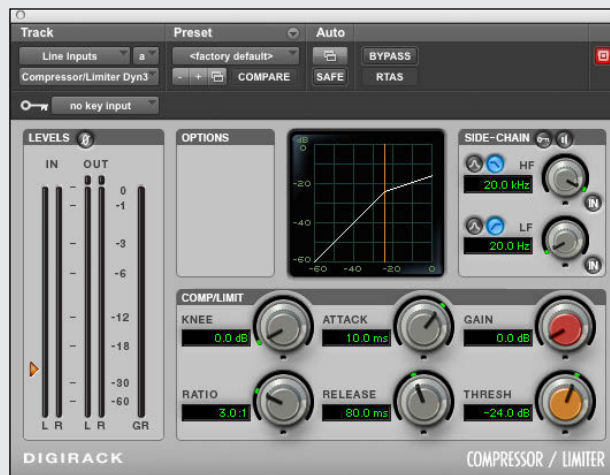 Track
Preset
Auto
Line Inputs
a
<factory default>
BYPASS
Compressor/Limiter Dyn3
-
+
COMPARE
SAFE
RTAS
no key input
LEVELS
Ø
IN
OUT
0
-1
-3
-6
-12
-18
-30
-60
L R
L R
GR
OPTIONS
dB
0
-20
-40
-60
-60
-40
-20
0
SIDE-CHAIN
HF
20.0 kHz
IN
LF
20.0 Hz
IN
COMP/LIMIT
KNEE
0.0 dB
ATTACK
10.0 ms
GAIN
0.0 dB
RATIO
3.0:1
RELEASE
80.0 ms
THRESH
-24.0 dB
DIGIRACK
COMPRESSOR / LIMITER